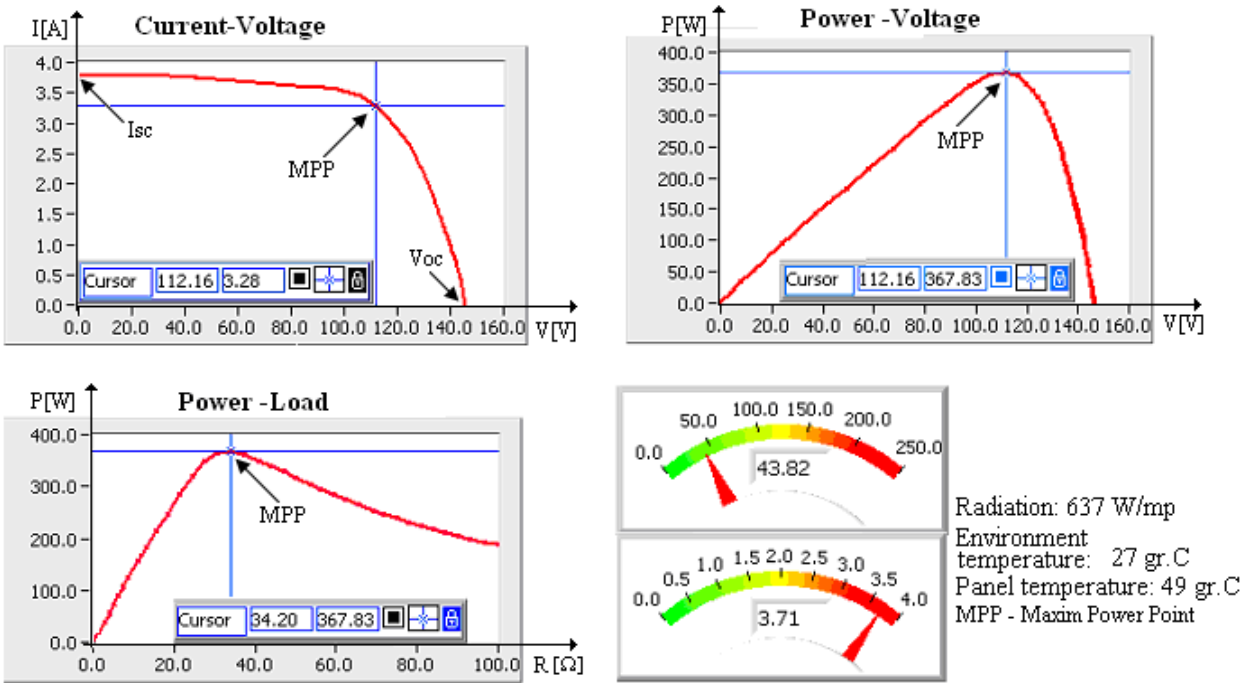 Current-Voltage
I[A]
4.0
3.5
3.0
2.5
2.0
1.5
1.0
0.5
0.0
Isc
MPP
Voc
Cursor 112.16 3.28
0.0 20.0 40.0 60.0 80.0 100.0 120.0 140.0 160.0
V[V]
Power -Voltage
P[W]
400.0
350.0
300.0
250.0
200.0
150.0
100.0
50.0
0.0
MPP
Cursor 112.16 367.83
0.0 20.0 40.0 60.0 80.0 100.0 120.0 140.0 160.0
V[V]
Power -Load
P[W]
400.0
300.0
200.0
100.0
0.0
MPP
Cursor 34.20 367.83
0.0 20.0 40.0 60.0 80.0 100.0
R[Ω]
0.0 50.0 100.0 150.0 200.0 250.0
43.82
0.0 0.5 1.0 1.5 2.0 2.5 3.0 3.5 4.0
3.71
Radiation: 637 W/mp
Environment
temperature: 27 gr.C
Panel temperature: 49 gr.C
MPP - Maxim Power Point